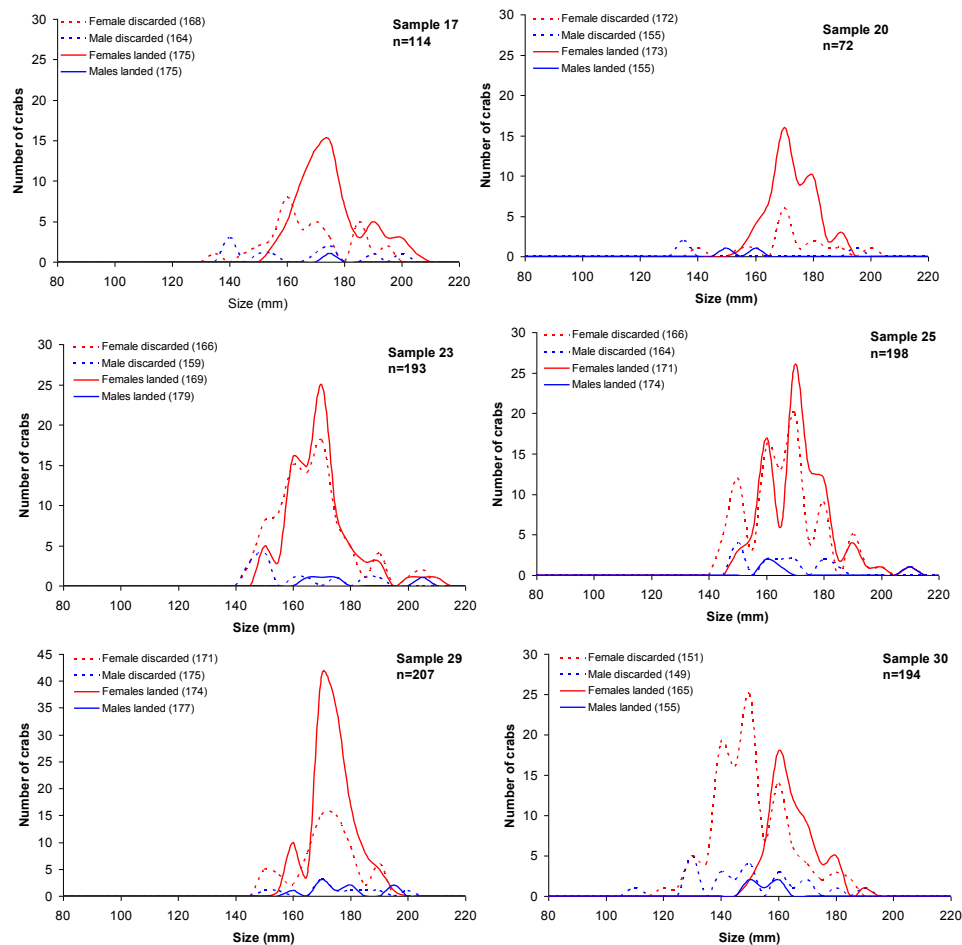 Female discarded (168)
Male discarded (164)
Females landed (175)
Males landed (175)
Sample 17
n=114
Number of crabs
30
25
20
15
10
5
0
80 100 120 140 160 180 200 220
Size (mm)
Female discarded (172)
Male discarded (155)
Females landed (173)
Males landed (155)
Sample 20
n=72
Number of crabs
30
25
20
15
10
5
0
80 100 120 140 160 180 200 220
Size (mm)
Female discarded (166)
Male discarded (159)
Females landed (169)
Males landed (179)
Sample 23
n=193
Number of crabs
30
25
20
15
10
5
0
80 100 120 140 160 180 200 220
Size (mm)
Female discarded (166)
Male discarded (164)
Females landed (171)
Males landed (174)
Sample 25
n=198
Number of crabs
30
25
20
15
10
5
0
80 100 120 140 160 180 200 220
Size (mm)
Female discarded (171)
Male discarded (175)
Females landed (174)
Males landed (177)
Sample 29
n=207
Number of crabs
45
40
35
30
25
20
15
10
5
0
80 100 120 140 160 180 200 220
Size (mm)
Female discarded (151)
Male discarded (149)
Females landed (165)
Males landed (155)
Sample 30
n=194
Number of crabs
30
25
20
15
10
5
0
80 100 120 140 160 180 200 220
Size (mm)